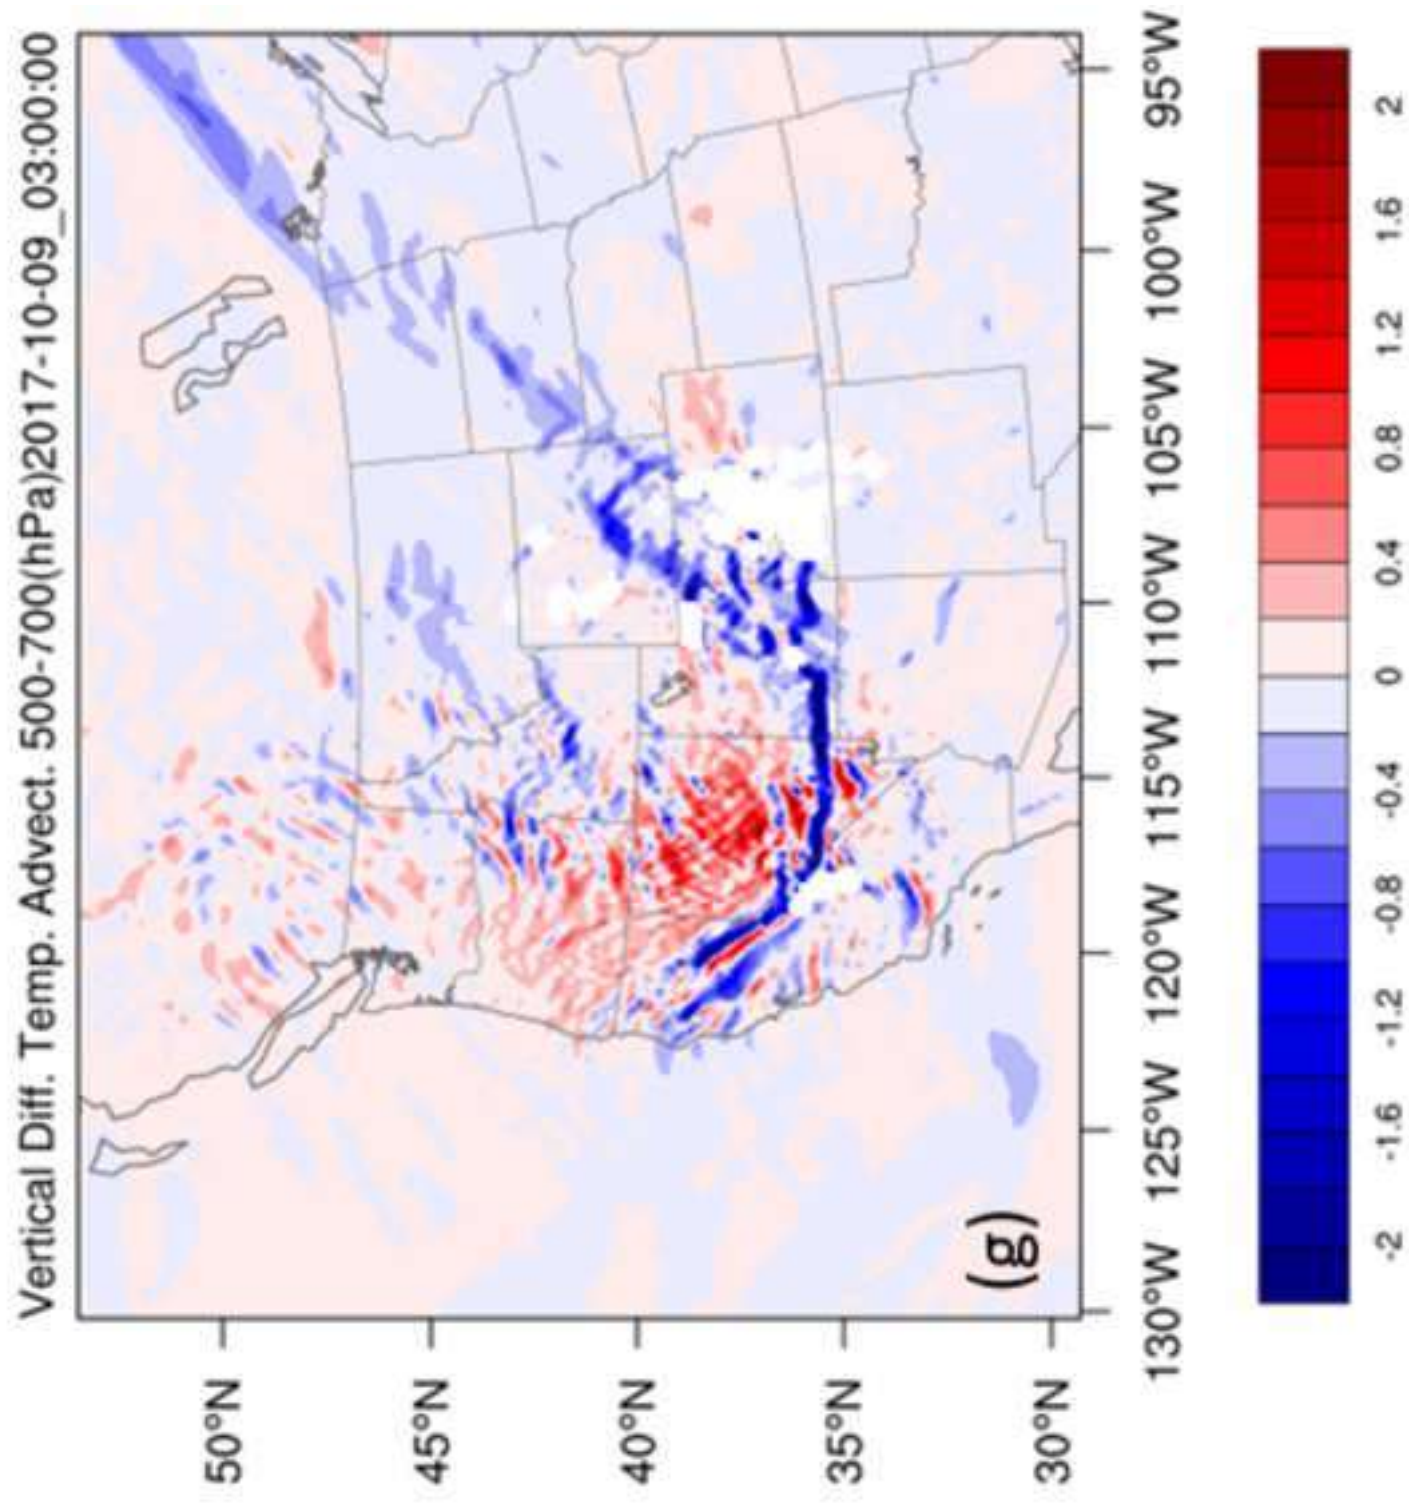 Vertical Diff. Temp. Advect. 500-700(hPa)2017-10-09_03:00:00
50°N
45°N
40°N
35°N
30°N
(g)
130°W 125°W 120°W 115°W 110°W 105°W 100°W 95°W
-2 -1.6 -1.2 -0.8 -0.4 0 0.4 0.8 1.2 1.6 2